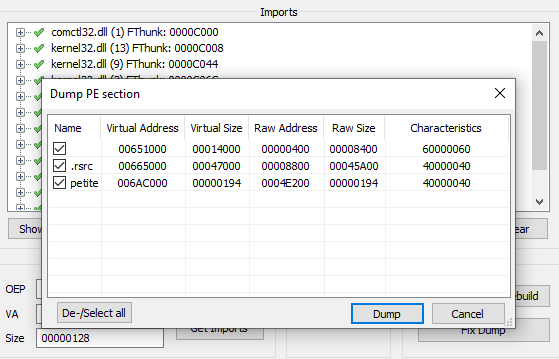 Imports
comctl32.dll (1) FThunk: 0000C000
kernel32.dll (13) FThunk: 0000C008
kernel32.dll (9) FThunk: 0000C044
Dump PE section
Name Virtual Address Virtual Size Raw Address Raw Size Characteristics
00651000 00014000 00000400 00008400 60000060
.rsrc 00665000 00047000 00008800 00045A00 40000040
petite 006AC000 00000194 0004E200 00000194 40000040
Show
ear
De-/Select all Dump Cancel
OEP
VA
Size 00000128
Get Imports
ebuild
Fix Dump